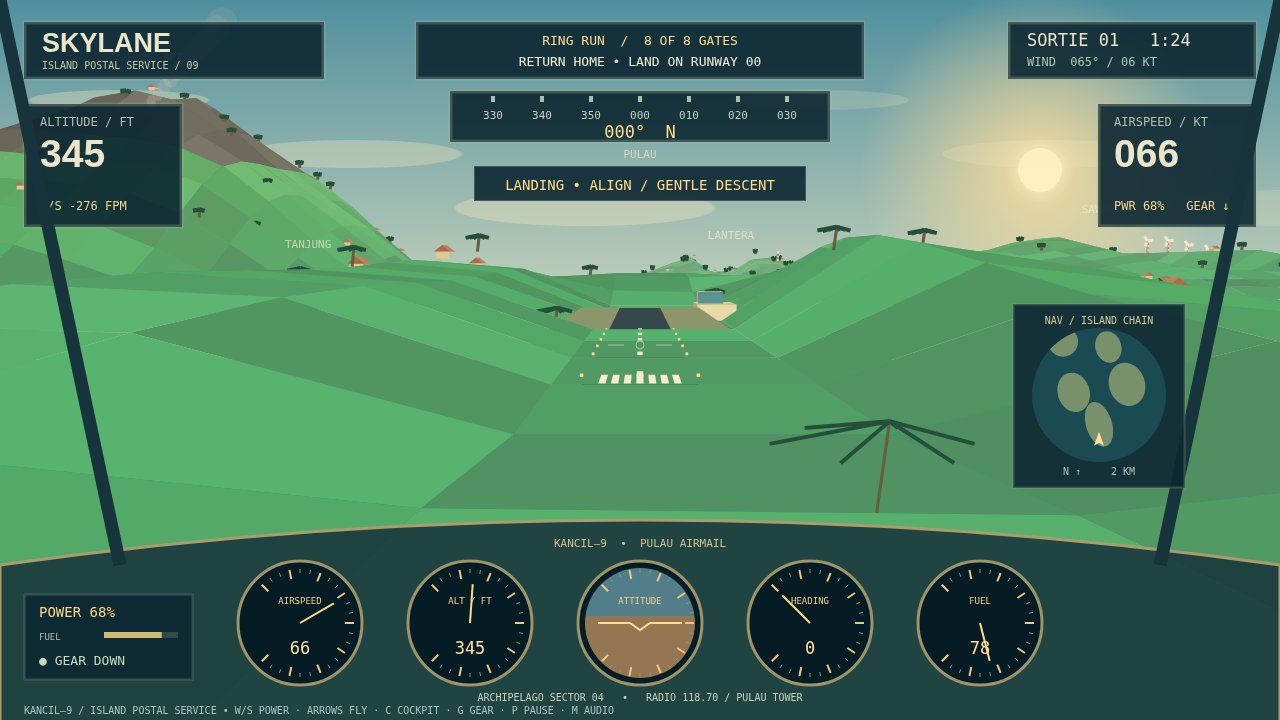 SKYLANE
ISLAND POSTAL SERVICE / 09
RING RUN / 8 OF 8 GATES
RETURN HOME • LAND ON RUNWAY 00
SORTIE 01 1:24
WIND 065° / 06 KT
330 340 350 000 010 020 030
000° N
PULAU
LANDING • ALIGN / GENTLE DESCENT
ALTITUDE / FT
345
/S -276 FPM
AIRSPEED / KT
066
PWR 68% GEAR ↓
TANJUNG
LANTERA
NAV / ISLAND CHAIN
N ↑ 2 KM
KANCIL—9 • PULAU AIRMAIL
POWER 68%
FUEL
● GEAR DOWN
AIRSPEED
66
ALT / FT
345
ATTITUDE
HEADING
0
FUEL
78
ARCHIPELAGO SECTOR 04 • RADIO 118.70 / PULAU TOWER
KANCIL—9 / ISLAND POSTAL SERVICE • W/S POWER · ARROWS FLY · C COCKPIT · G GEAR · P PAUSE · M AUDIO